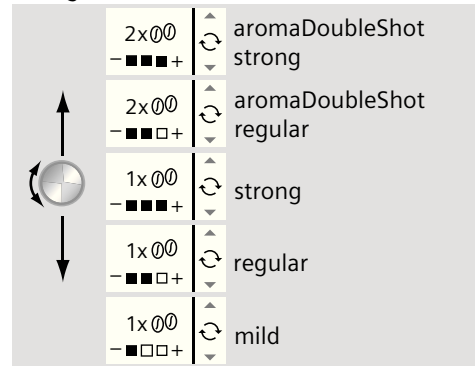 2x
aromaDoubleShot
strong
− +
2x
aromaDoubleShot
regular
− +
1x
strong
− +
1x
regular
− +
1x
mild
− +